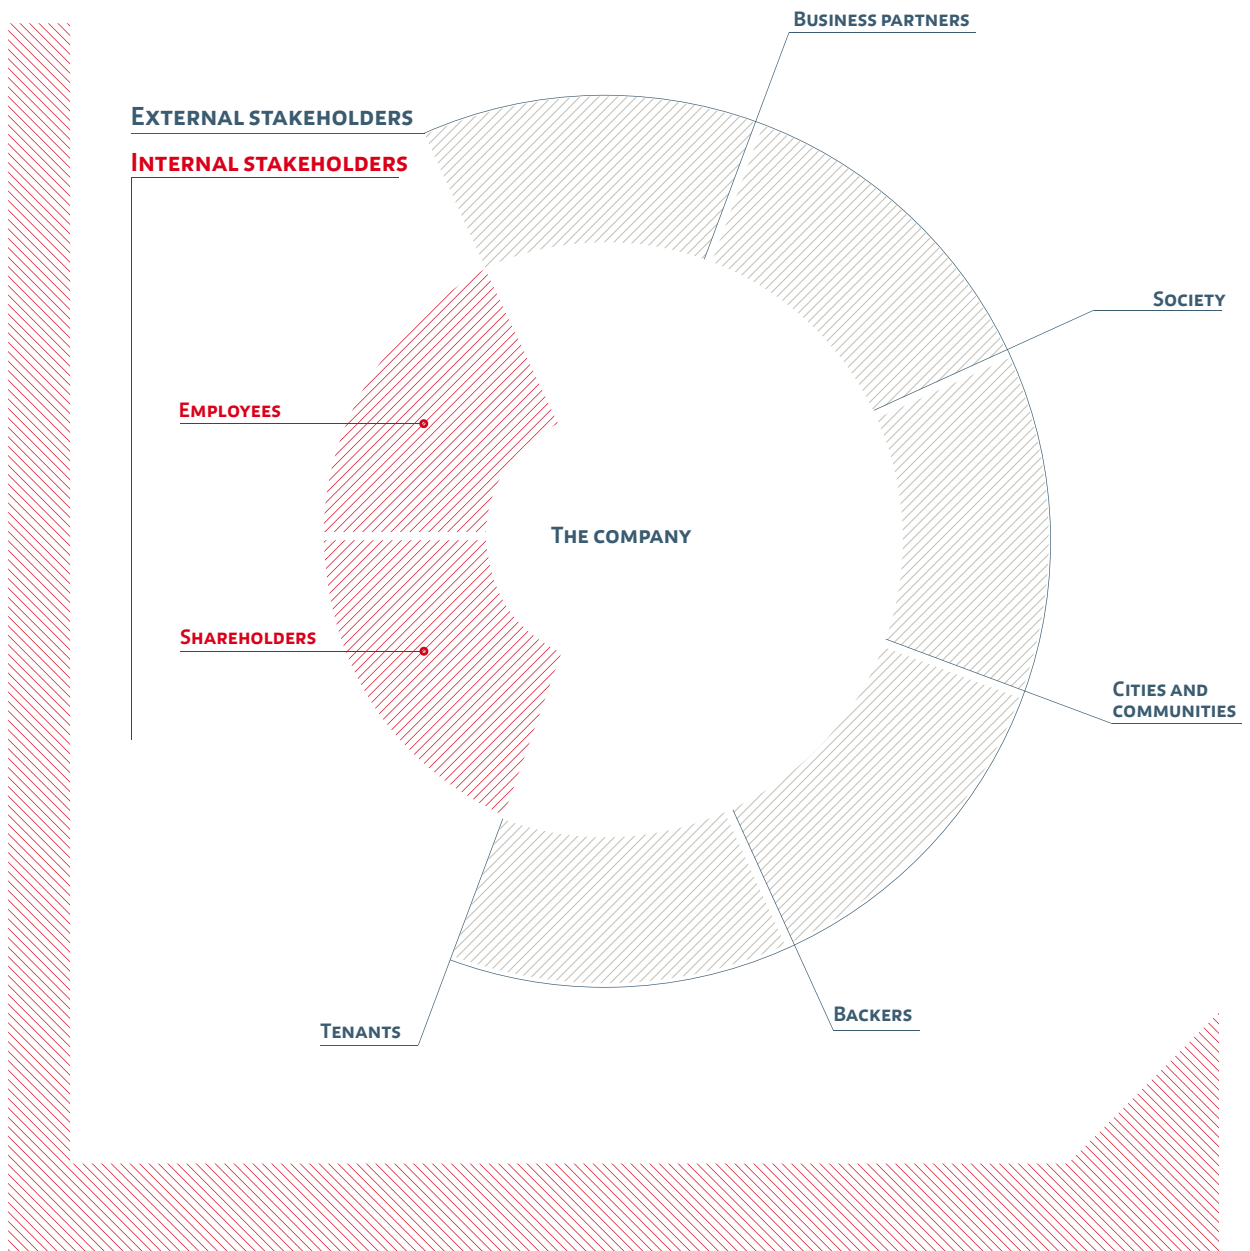 Business partners
External stakeholders
Internal stakeholders
Society
Employees
The company
Shareholders
Cities and
communities
Backers
Tenants